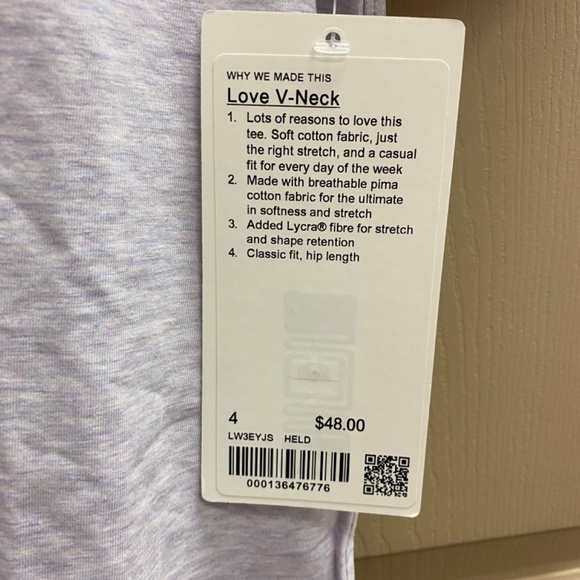 WHY WE MADE THIS
Love V-Neck
1. Lots of reasons to love this
tee. Soft cotton fabric, just
the right stretch, and a casual
fit for every day of the week
2. Made with breathable pima
cotton fabric for the ultimate
in softness and stretch
3. Added Lycra® fibre for stretch
and shape retention
4. Classic fit, hip length
4 $48.00
LW3EYJS HELD
000136476776